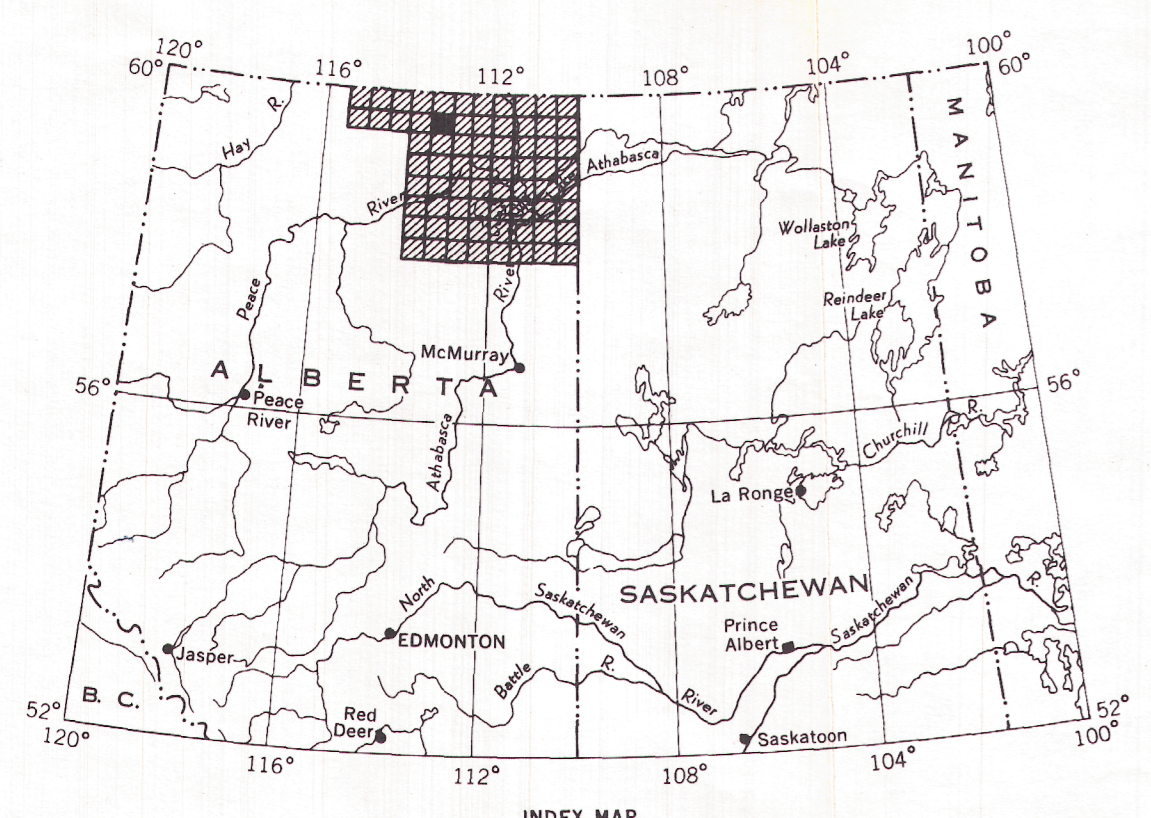 120° 116° 112° 108° 104° 100°
60° 60°
MANITOBA
Hay R.
Athabasca
River
Wollaston
Lake
Peace
River
Reindeer
Lake
McMurray
ALBERTA
56° 56°
Peace
River
Athabasca
Churchill R.
La Ronge
SASKATCHEWAN
North
Saskatchewan
EDMONTON
Prince
Albert
Saskatchewan
R.
Jasper
Battle
R.
River
B. C.
Red
Deer
Saskatoon
52° 52°
120° 116° 112° 108° 104° 100°
INDEX MAP